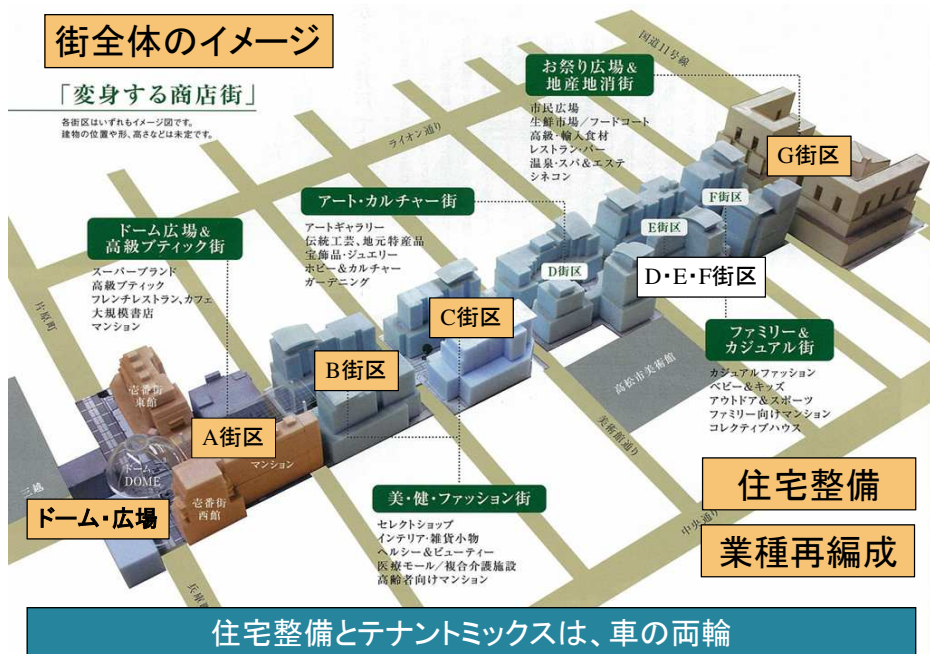 街全体のイメージ
「変身する商店街」
各街区はいずれもイメージ図です。
建物の位置や形、高さなどは未定です。
国道11号線
お祭り広場&
地産地消街
市民広場
生鮮市場/フードコート
高級・輸入食材
レストラン・バー
温泉・スパ&エステ
シネコン
G街区
ライオン通り
アート・カルチャー街
アートギャラリー
伝統工芸、地元特産品
宝飾品・ジュエリー
ホビー&カルチャー
ガーデニング
F街区
E街区
D街区
D・E・F街区
ドーム広場&
高級ブティック街
スーパーブランド
高級ブティック
フレンチレストラン、カフェ
大規模書店
マンション
片原町
C街区
B街区
ファミリー&
カジュアル街
カジュアルファッション
ベビー&キッズ
アウトドア&スポーツ
ファミリー向けマンション
コレクティブハウス
高松市美術館
壱番街
東館
A街区
マンション
美術館通り
ドーム
DOME
三越
壱番街
西館
ドーム・広場
美・健・ファッション街
セレクトショップ
インテリア・雑貨小物
ヘルシー&ビューティー
医療モール/複合介護施設
高齢者向けマンション
中央通り
住宅整備
業種再編成
兵庫町
住宅整備とテナントミックスは、車の両輪